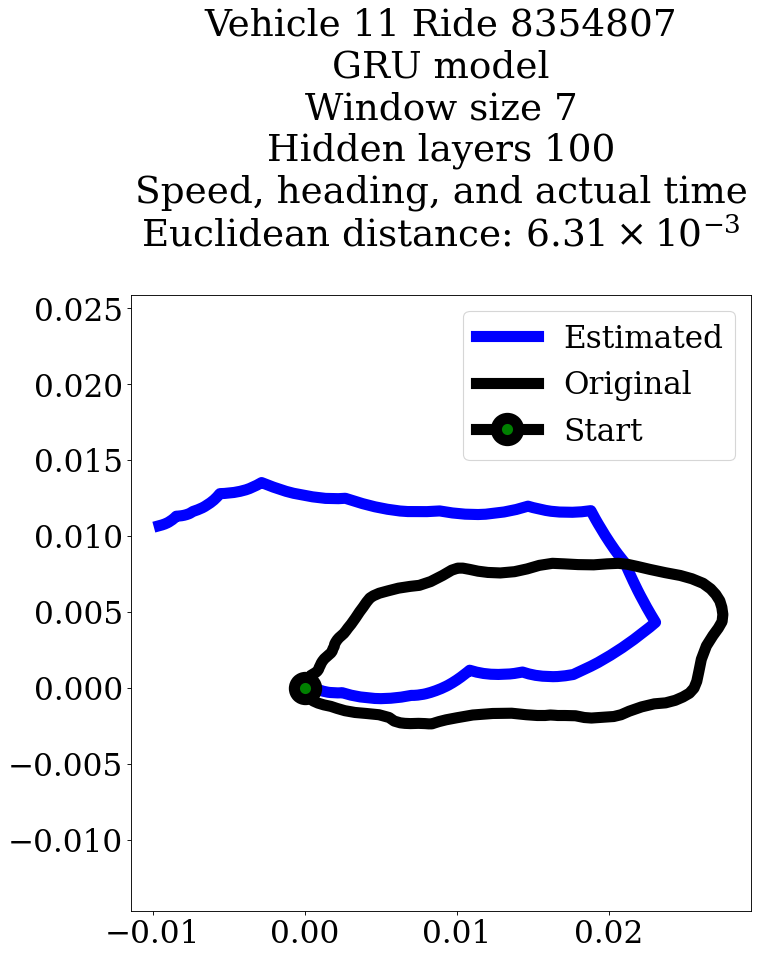 Vehicle 11 Ride 8354807
GRU model
Window size 7
Hidden layers 100
Speed, heading, and actual time
Euclidean distance: 6.31 × 10⁻³
Estimated
Original
Start
0.025
0.020
0.015
0.010
0.005
0.000
−0.005
−0.010
−0.01 0.00 0.01 0.02